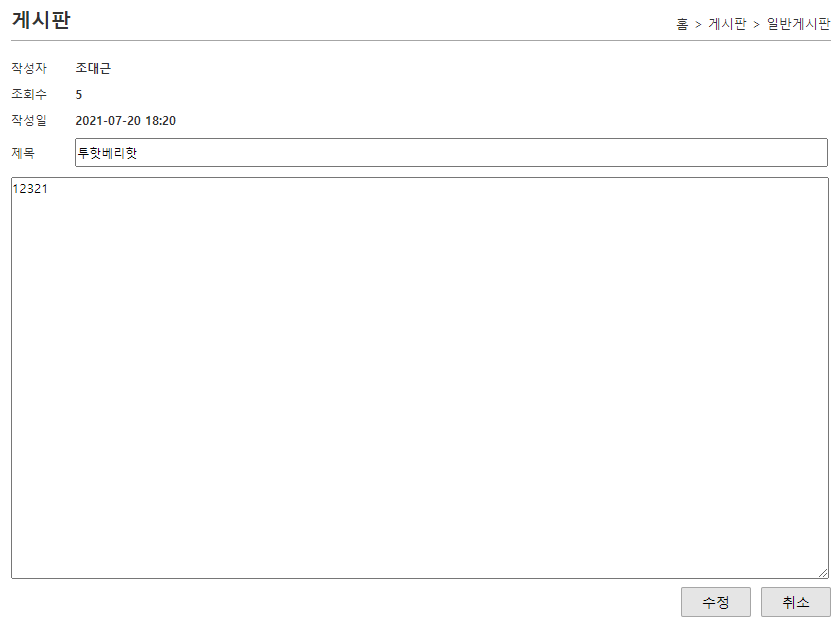 게시판
홈 > 게시판 > 일반게시판
작성자 조대근
조회수 5
작성일 2021-07-20 18:20
제목 투핫베리핫
12321
수정 취소